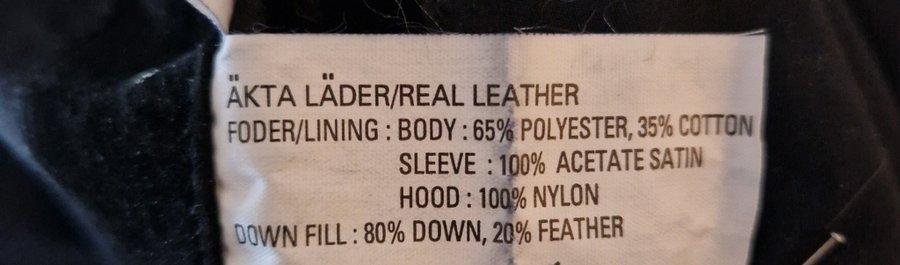 ÄKTA LÄDER/REAL LEATHER
FODER/LINING : BODY : 65% POLYESTER, 35% COTTON
SLEEVE : 100% ACETATE SATIN
HOOD : 100% NYLON
DOWN FILL : 80% DOWN, 20% FEATHER